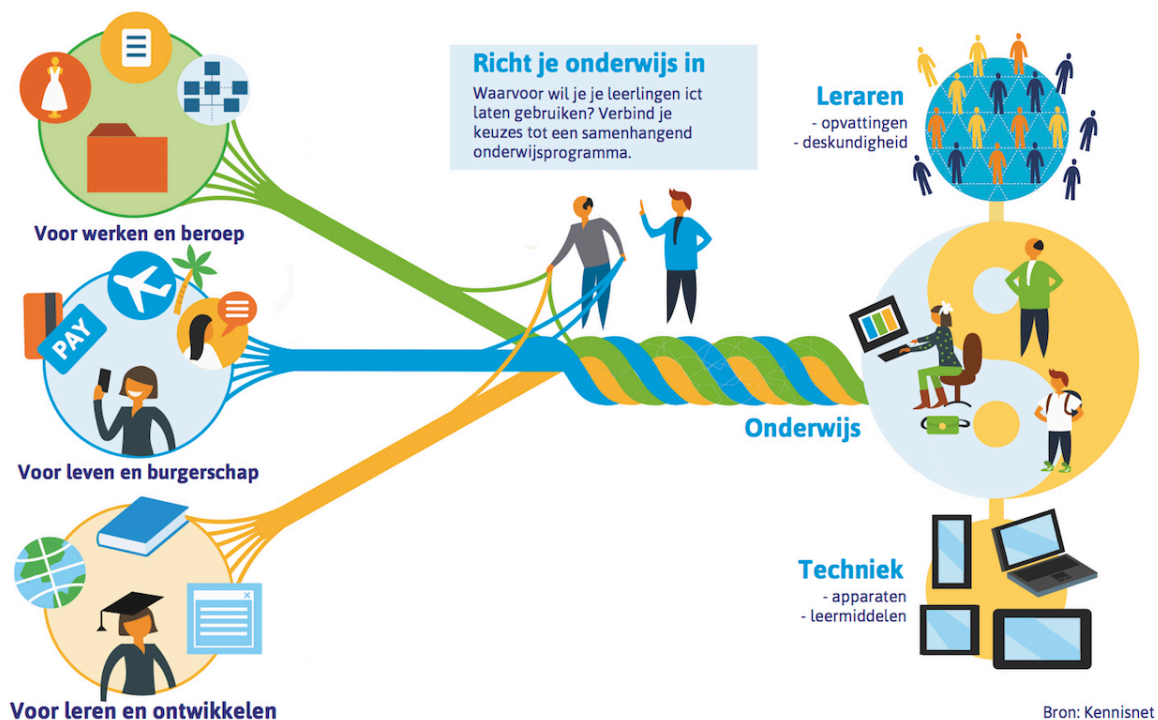 Richt je onderwijs in
Waarvoor wil je je leerlingen ict
laten gebruiken? Verbind je
keuzes tot een samenhangend
onderwijsprogramma.
Leraren
- opvattingen
- deskundigheid
Voor werken en beroep
PAY
Voor leven en burgerschap
Onderwijs
Techniek
- apparaten
- leermiddelen
Voor leren en ontwikkelen
Bron: Kennisnet